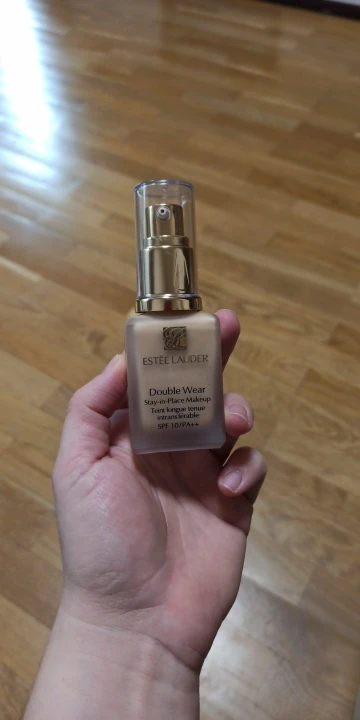 ESTĒE LAUDER
Double Wear
Stay-in-Place Makeup
Teint longue tenue
intransférable
SPF 10/PA++